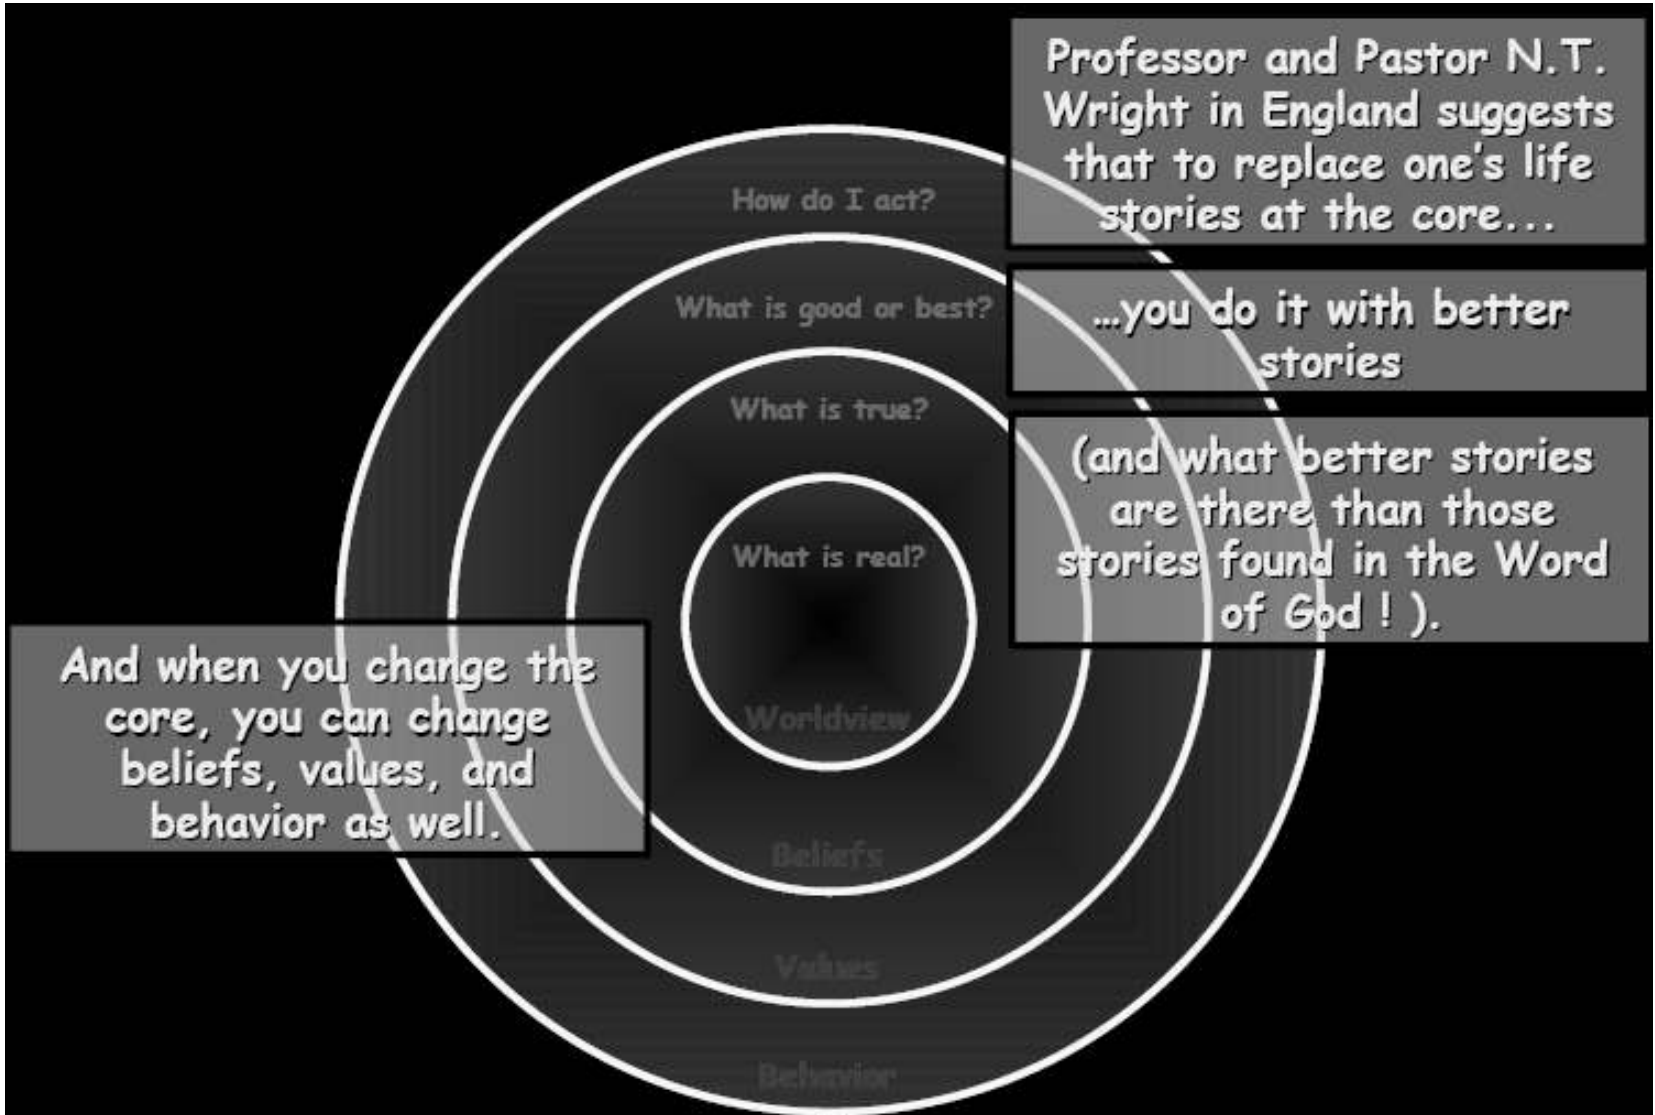 Professor and Pastor N.T.
Wright in England suggests
that to replace one's life
stories at the core...
…you do it with better
stories
(and what better stories
are there than those
stories found in the Word
of God ! ).
How do I act?
What is good or best?
What is true?
What is real?
Worldview
Beliefs
Values
Behavior
And when you change the
core, you can change
beliefs, values, and
behavior as well.